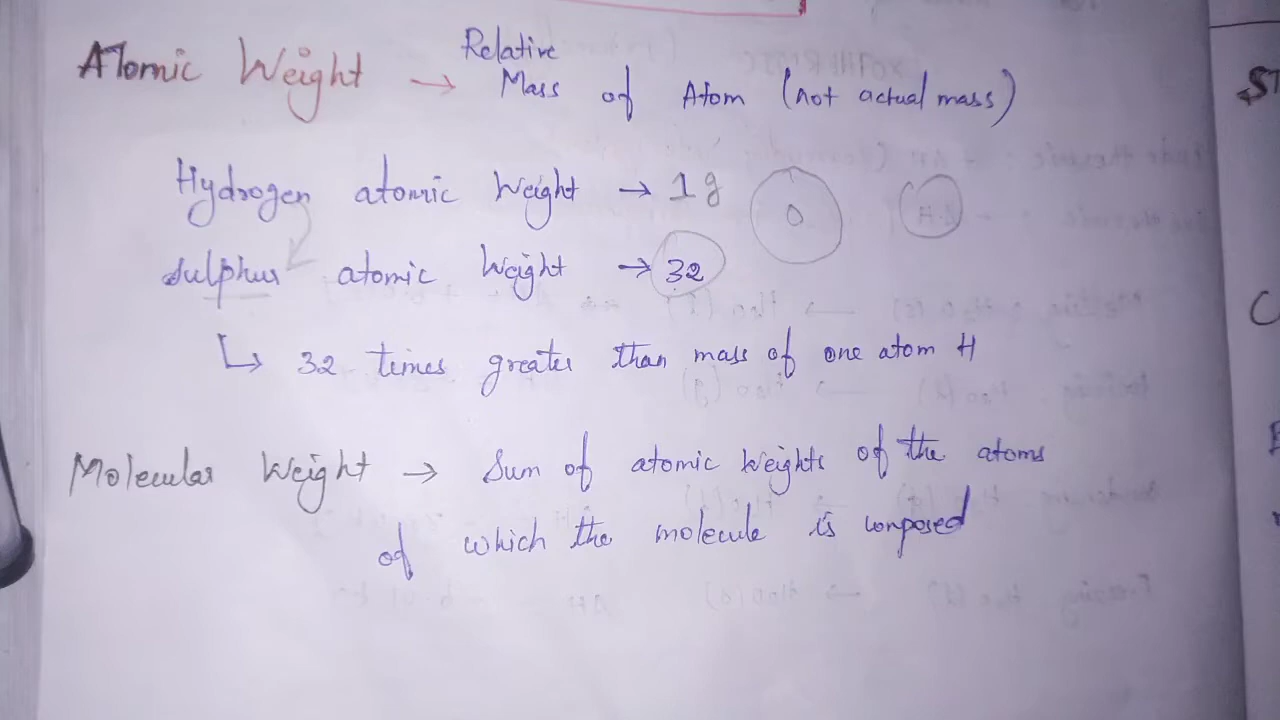 Atomic Weight → Relative Mass of Atom (not actual mass)
Hydrogen atomic Weight → 1 g
Sulphur atomic Weight → 32
↳ 32 times greater than mass of one atom H
Molecular Weight → Sum of atomic Weights of the atoms
of which the molecule is composed